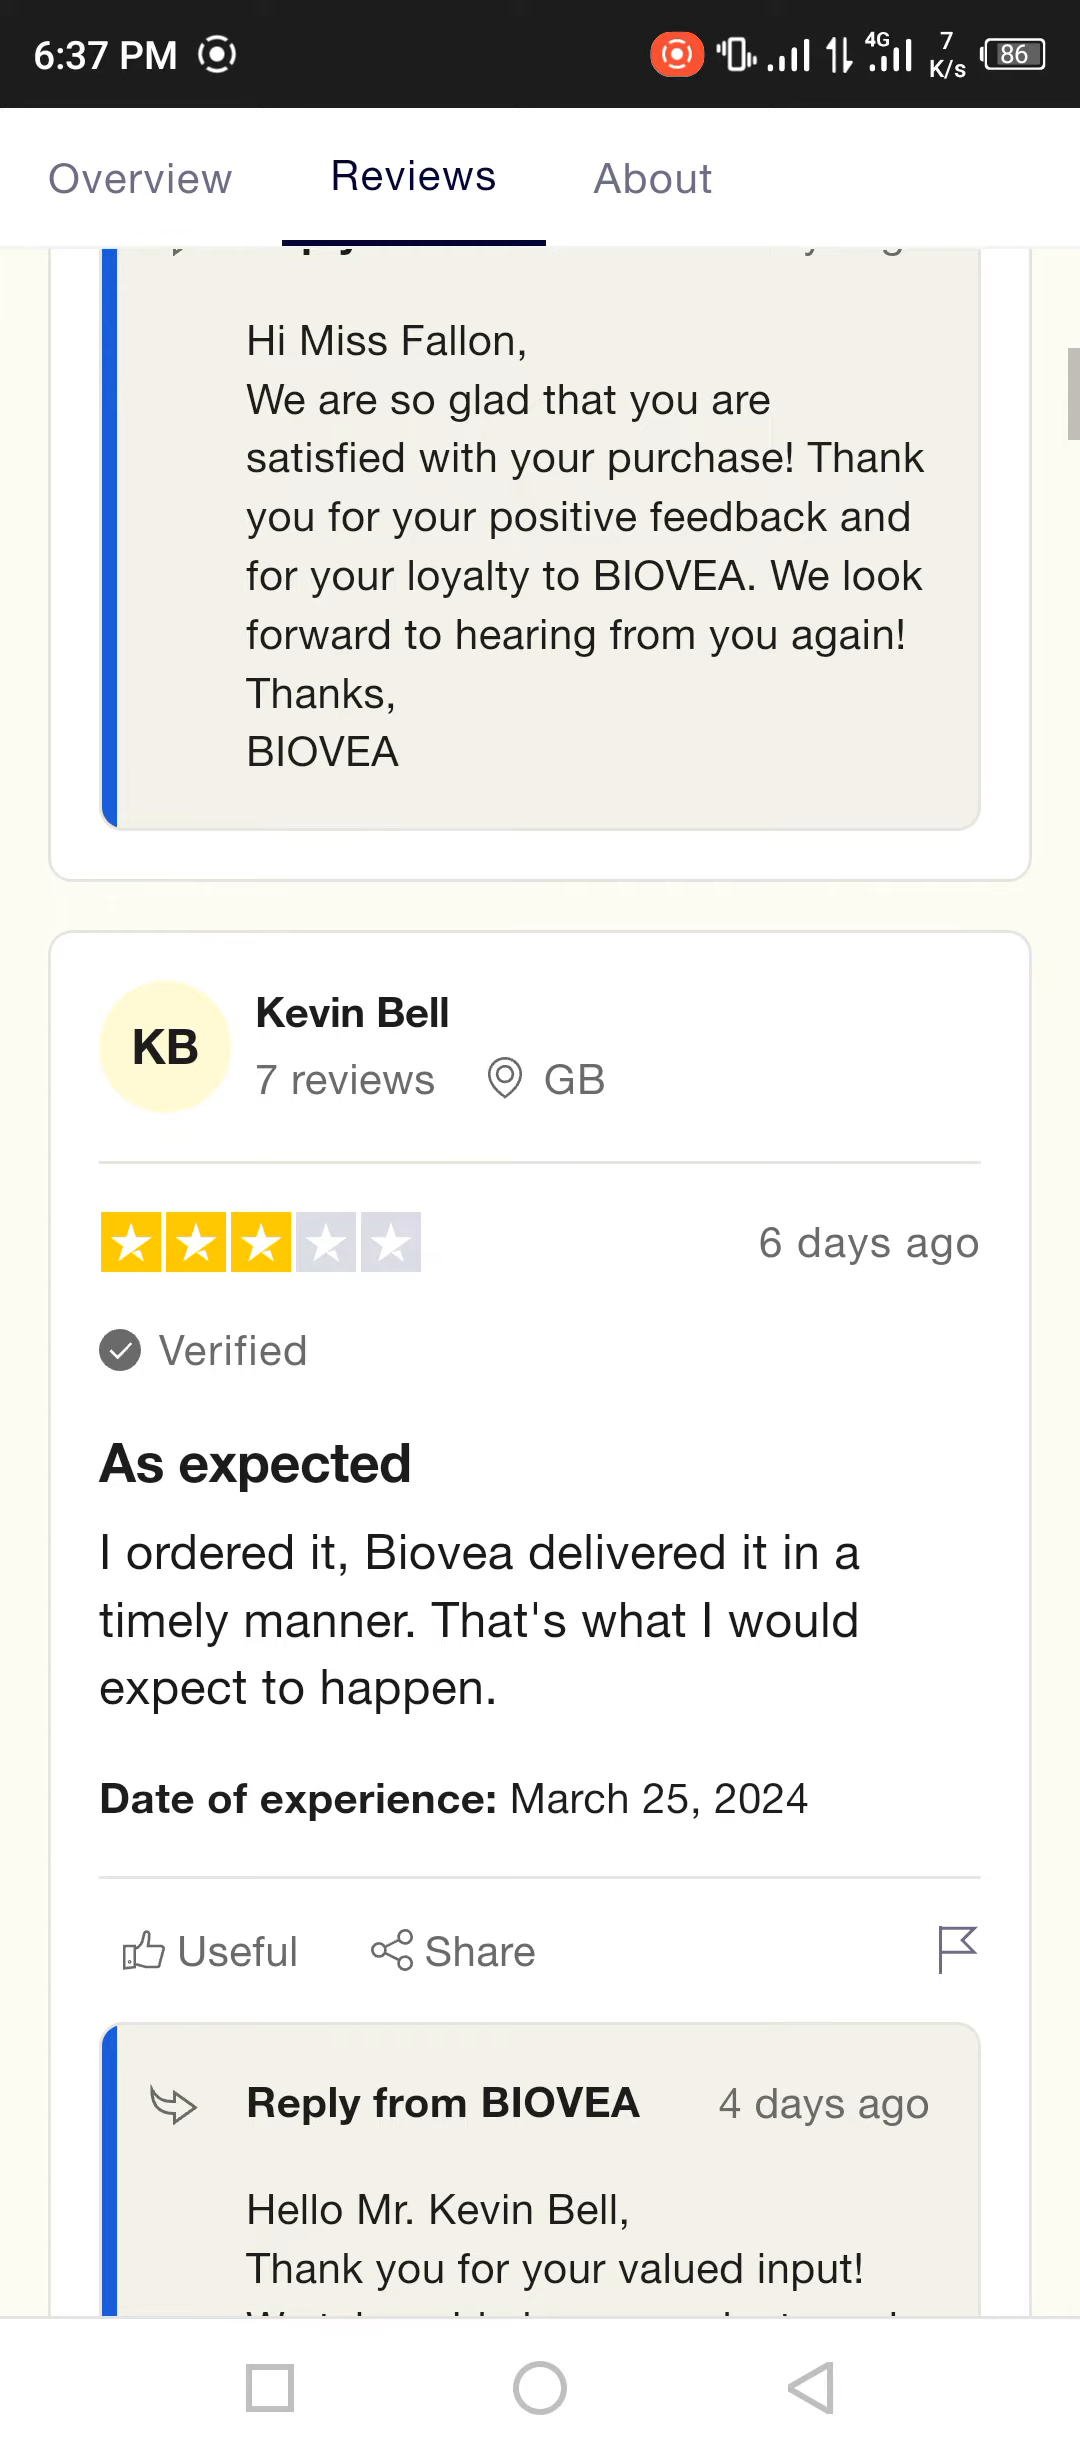 6:37 PM
4G
7
K/s
86
Overview
Reviews
About
Hi Miss Fallon,
We are so glad that you are
satisfied with your purchase! Thank
you for your positive feedback and
for your loyalty to BIOVEA. We look
forward to hearing from you again!
Thanks,
BIOVEA
KB
Kevin Bell
7 reviews
GB
6 days ago
Verified
As expected
I ordered it, Biovea delivered it in a
timely manner. That's what I would
expect to happen.
Date of experience: March 25, 2024
Useful
Share
Reply from BIOVEA
4 days ago
Hello Mr. Kevin Bell,
Thank you for your valued input!